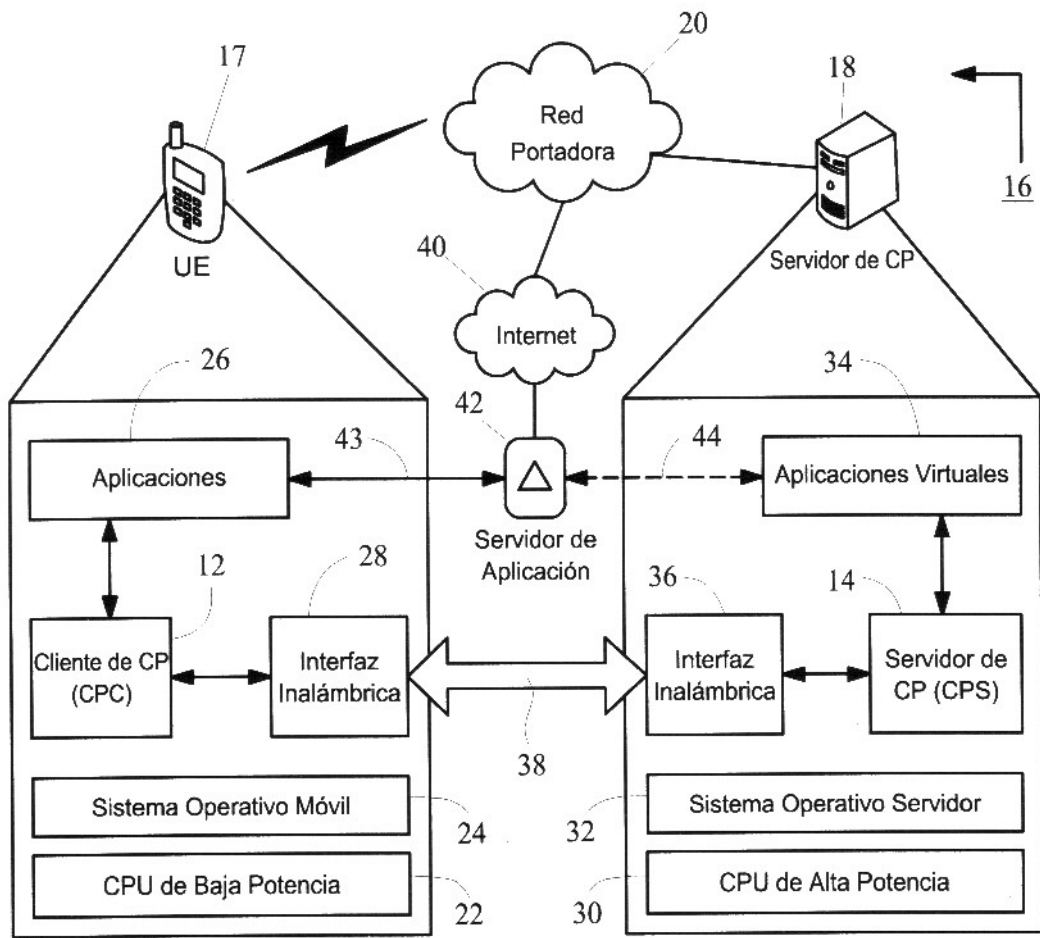 20
17
18
Red
Portadora
16
UE
40
Servidor de CP
Internet
26
42
34
43
44
Aplicaciones
Aplicaciones Virtuales
Servidor de
Aplicación
12
28
36
14
Cliente de CP
(CPC)
Interfaz
Inalámbrica
Interfaz
Inalámbrica
Servidor de
CP (CPS)
38
Sistema Operativo Móvil
24
32
Sistema Operativo Servidor
CPU de Baja Potencia
22
30
CPU de Alta Potencia